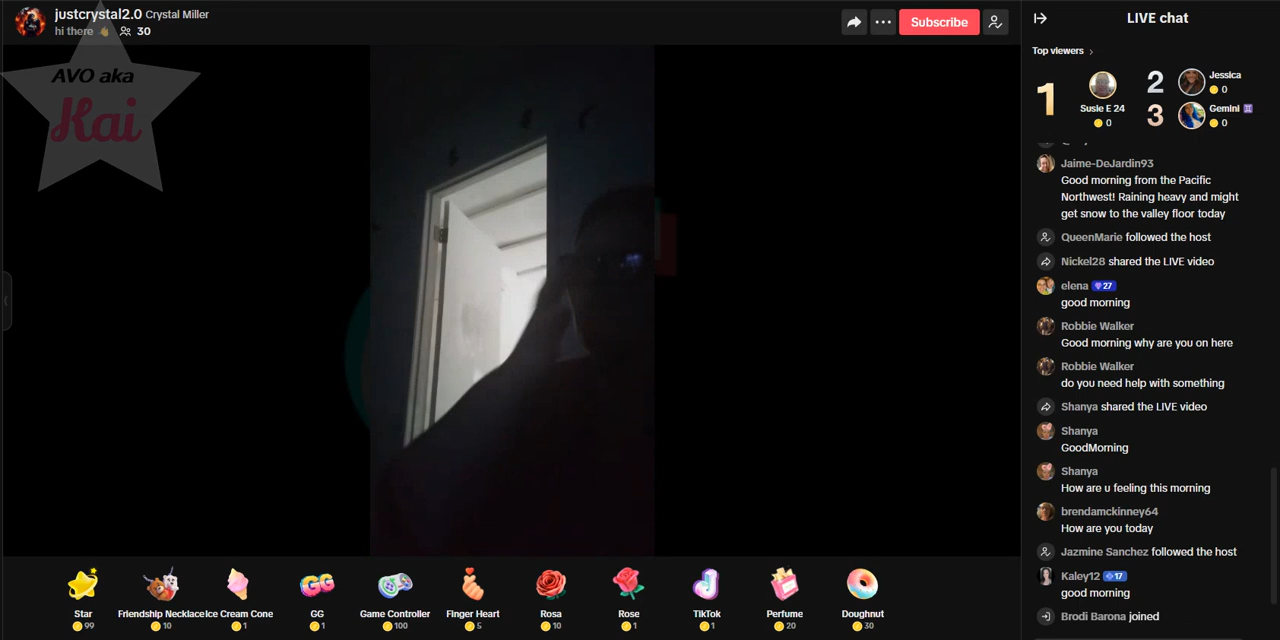 justcrystal2.0 Crystal Miller
hi there 👋 30
Subscribe
AVO aka
Kai
LIVE chat
Top viewers
1
Susie E 24
0
2
Jessica
0
3
Gemini ♊
0
Jaime-DeJardin93
Good morning from the Pacific
Northwest! Raining heavy and might
get snow to the valley floor today
QueenMarie followed the host
Nickel28 shared the LIVE video
elena 27
good morning
Robbie Walker
Good morning why are you on here
Robbie Walker
do you need help with something
Shanya shared the LIVE video
Shanya
GoodMorning
Shanya
How are u feeling this morning
brendamckinney64
How are you today
Jazmine Sanchez followed the host
Kaley12 17
good morning
Brodi Barona joined
Star
99
Friendship Necklace
10
Ice Cream Cone
1
GG
GG
1
Game Controller
100
Finger Heart
5
Rosa
10
Rose
1
TikTok
1
Perfume
20
Doughnut
30